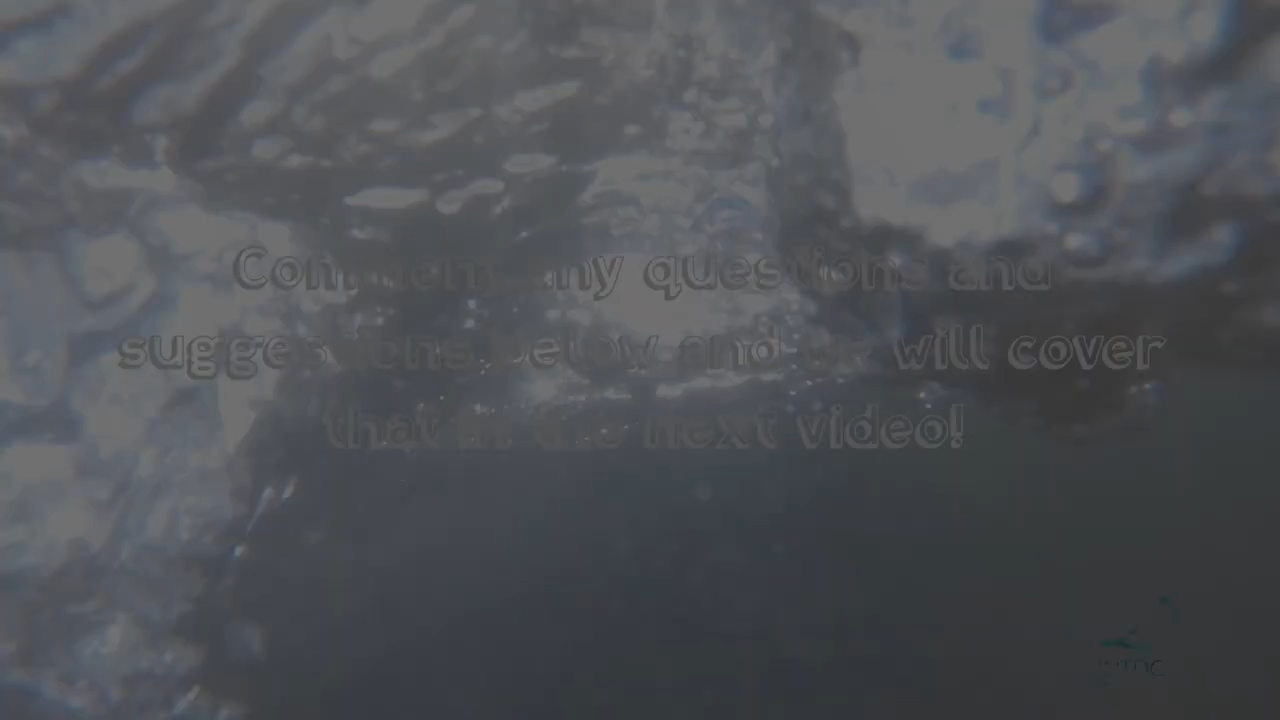 Comment any questions and
suggestions below and we will cover
that in the next video!